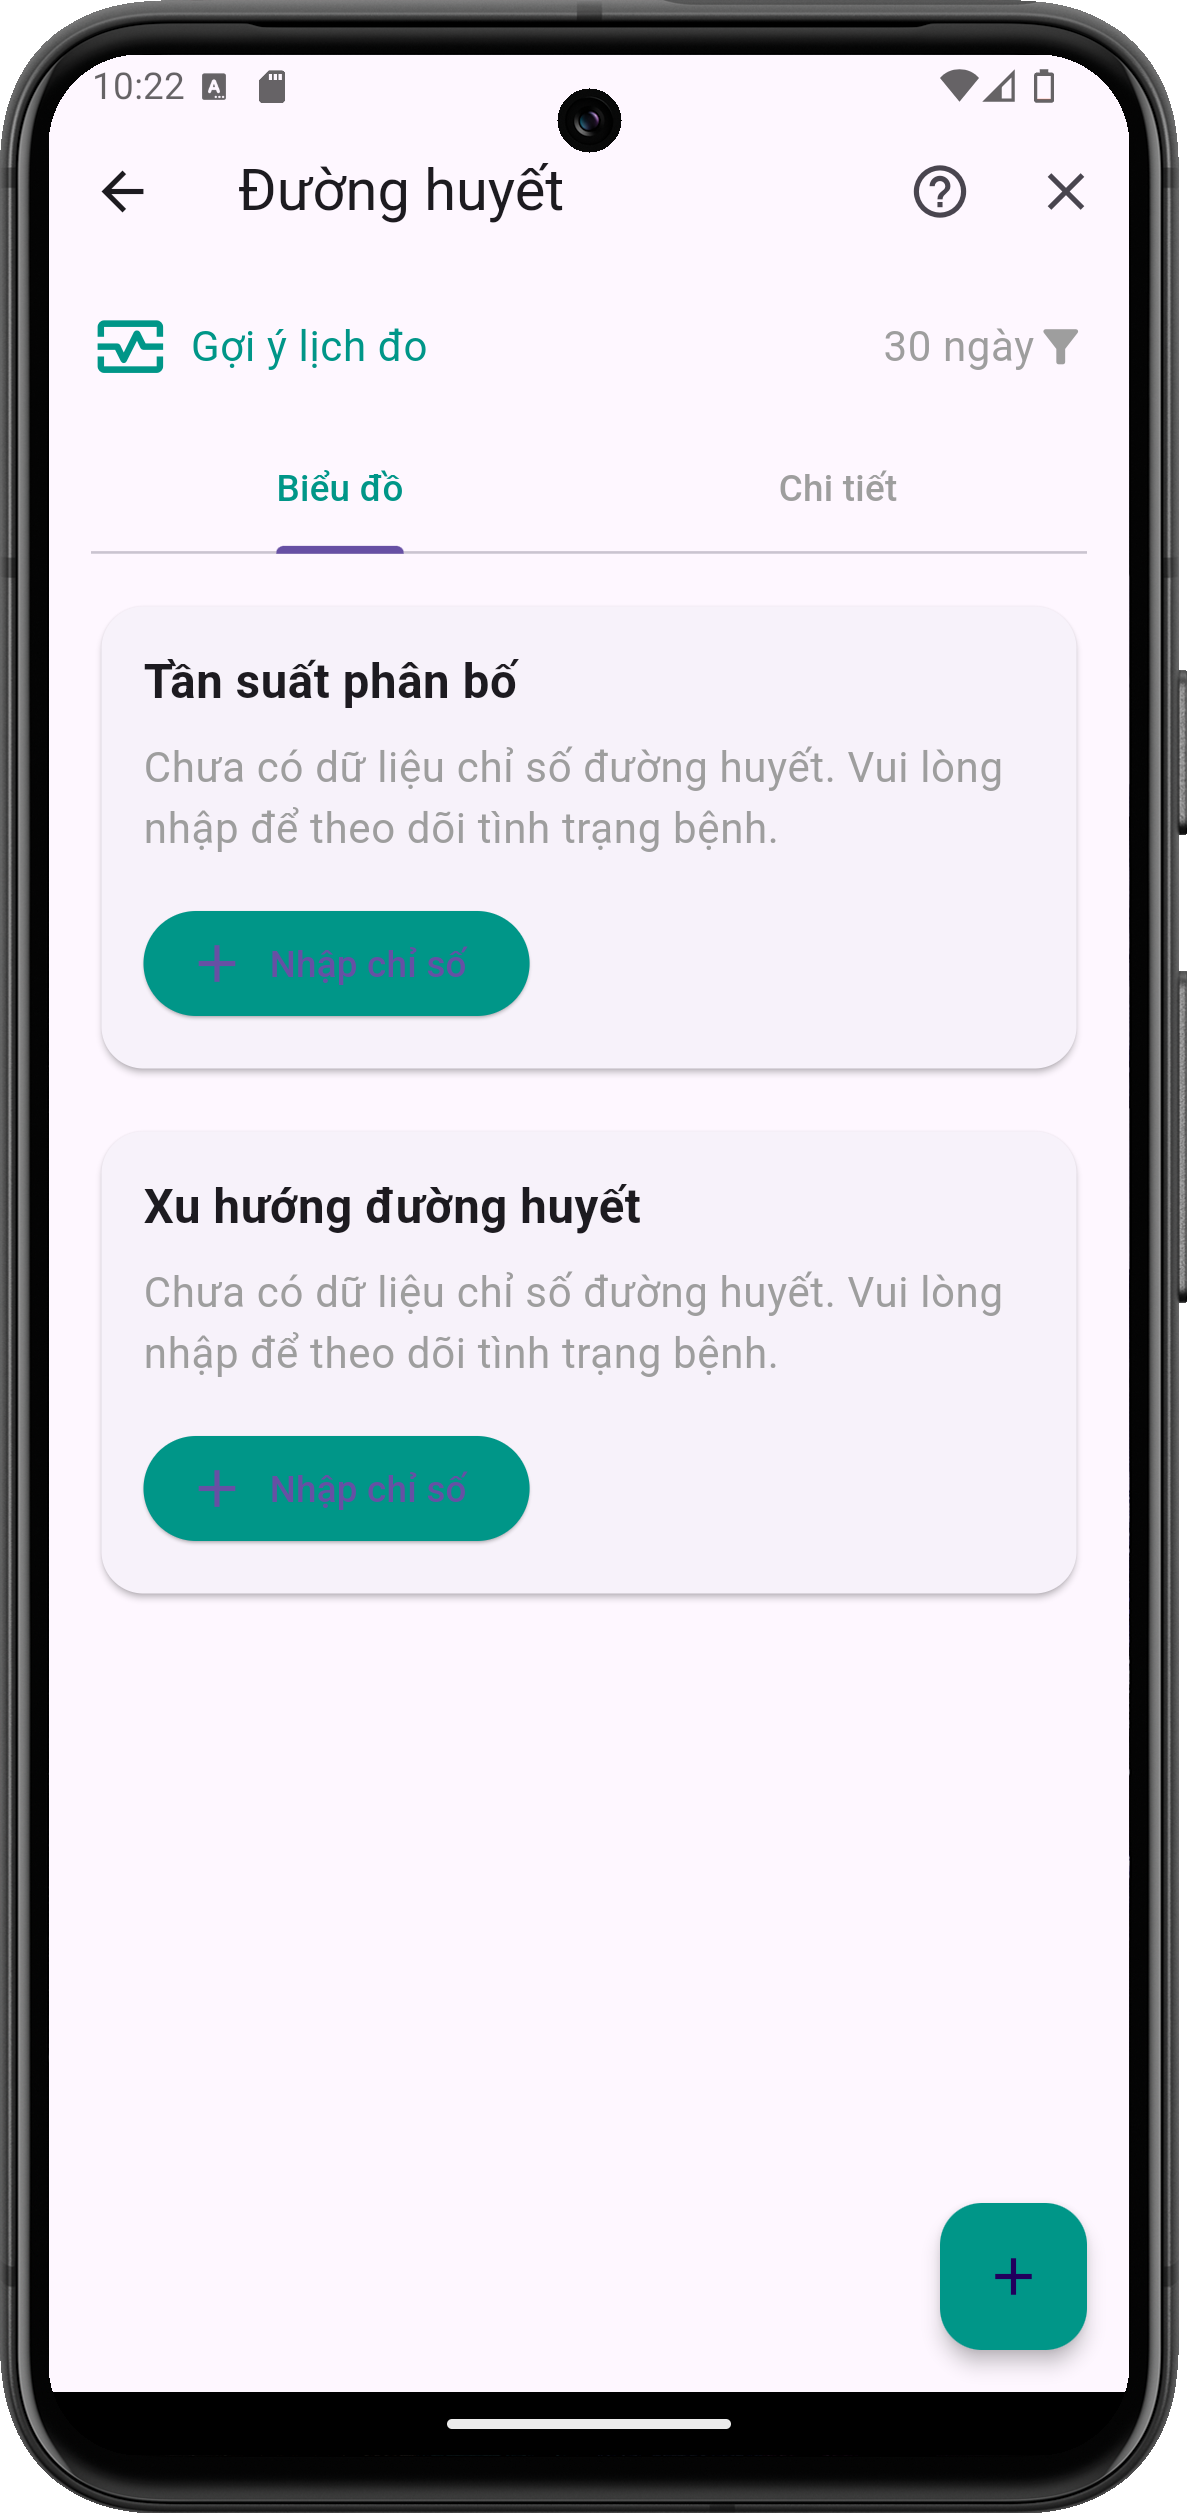 10:22
Đường huyết
Gợi ý lịch đo
30 ngày
Biểu đồ
Chi tiết
Tần suất phân bố
Chưa có dữ liệu chỉ số đường huyết. Vui lòng
nhập để theo dõi tình trạng bệnh.
+ Nhập chỉ số
Xu hướng đường huyết
Chưa có dữ liệu chỉ số đường huyết. Vui lòng
nhập để theo dõi tình trạng bệnh.
+ Nhập chỉ số
+